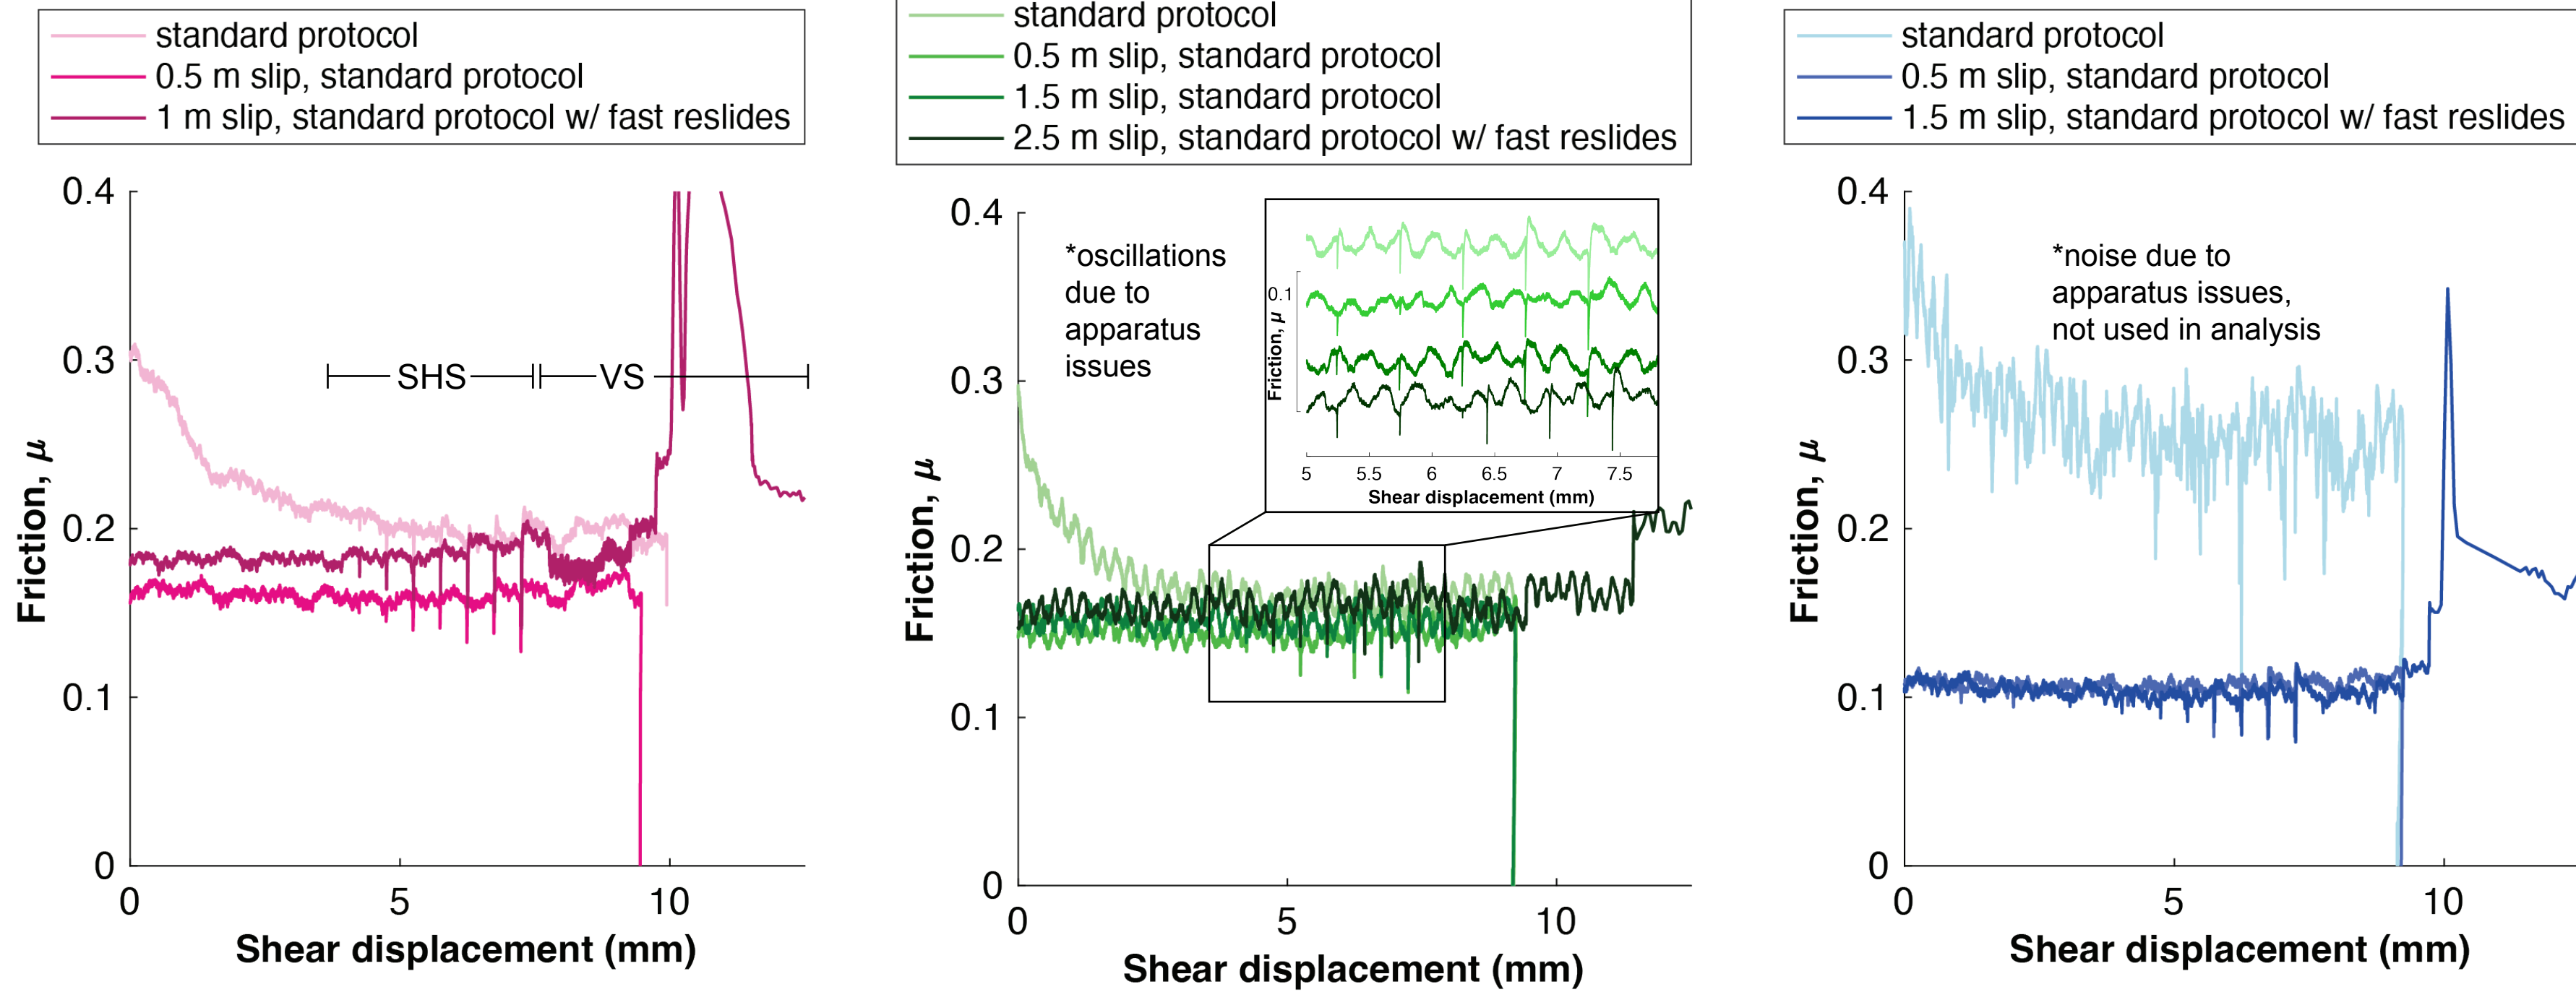 standard protocol
0.5 m slip, standard protocol
1 m slip, standard protocol w/ fast reslides
0.4
0.3
0.2
0.1
0
SHS
VS
Friction, μ
0
5
10
Shear displacement (mm)
standard protocol
0.5 m slip, standard protocol
1.5 m slip, standard protocol
2.5 m slip, standard protocol w/ fast reslides
0.4
0.3
0.2
0.1
0
*oscillations
due to
apparatus
issues
0.1
Friction, μ
5
5.5
6
6.5
7
7.5
Shear displacement (mm)
Friction, μ
0
5
10
Shear displacement (mm)
standard protocol
0.5 m slip, standard protocol
1.5 m slip, standard protocol w/ fast reslides
0.4
0.3
0.2
0.1
0
*noise due to
apparatus issues,
not used in analysis
Friction, μ
0
5
10
Shear displacement (mm)